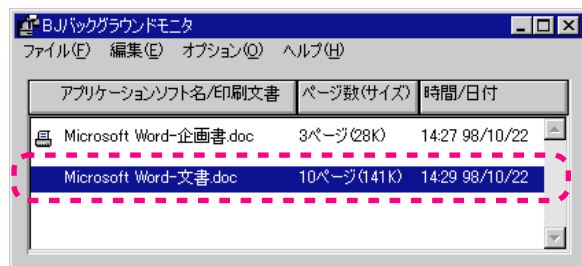 BJバックグラウンドモニタ
ファイル(F) 編集(E) オプション(O) ヘルプ(H)
アプリケーションソフト名/印刷文書 ページ数(サイズ) 時間/日付
Microsoft Word-企画書.doc 3ページ(28K) 14:27 98/10/22
Microsoft Word-文書.doc 10ページ(141K) 14:29 98/10/22